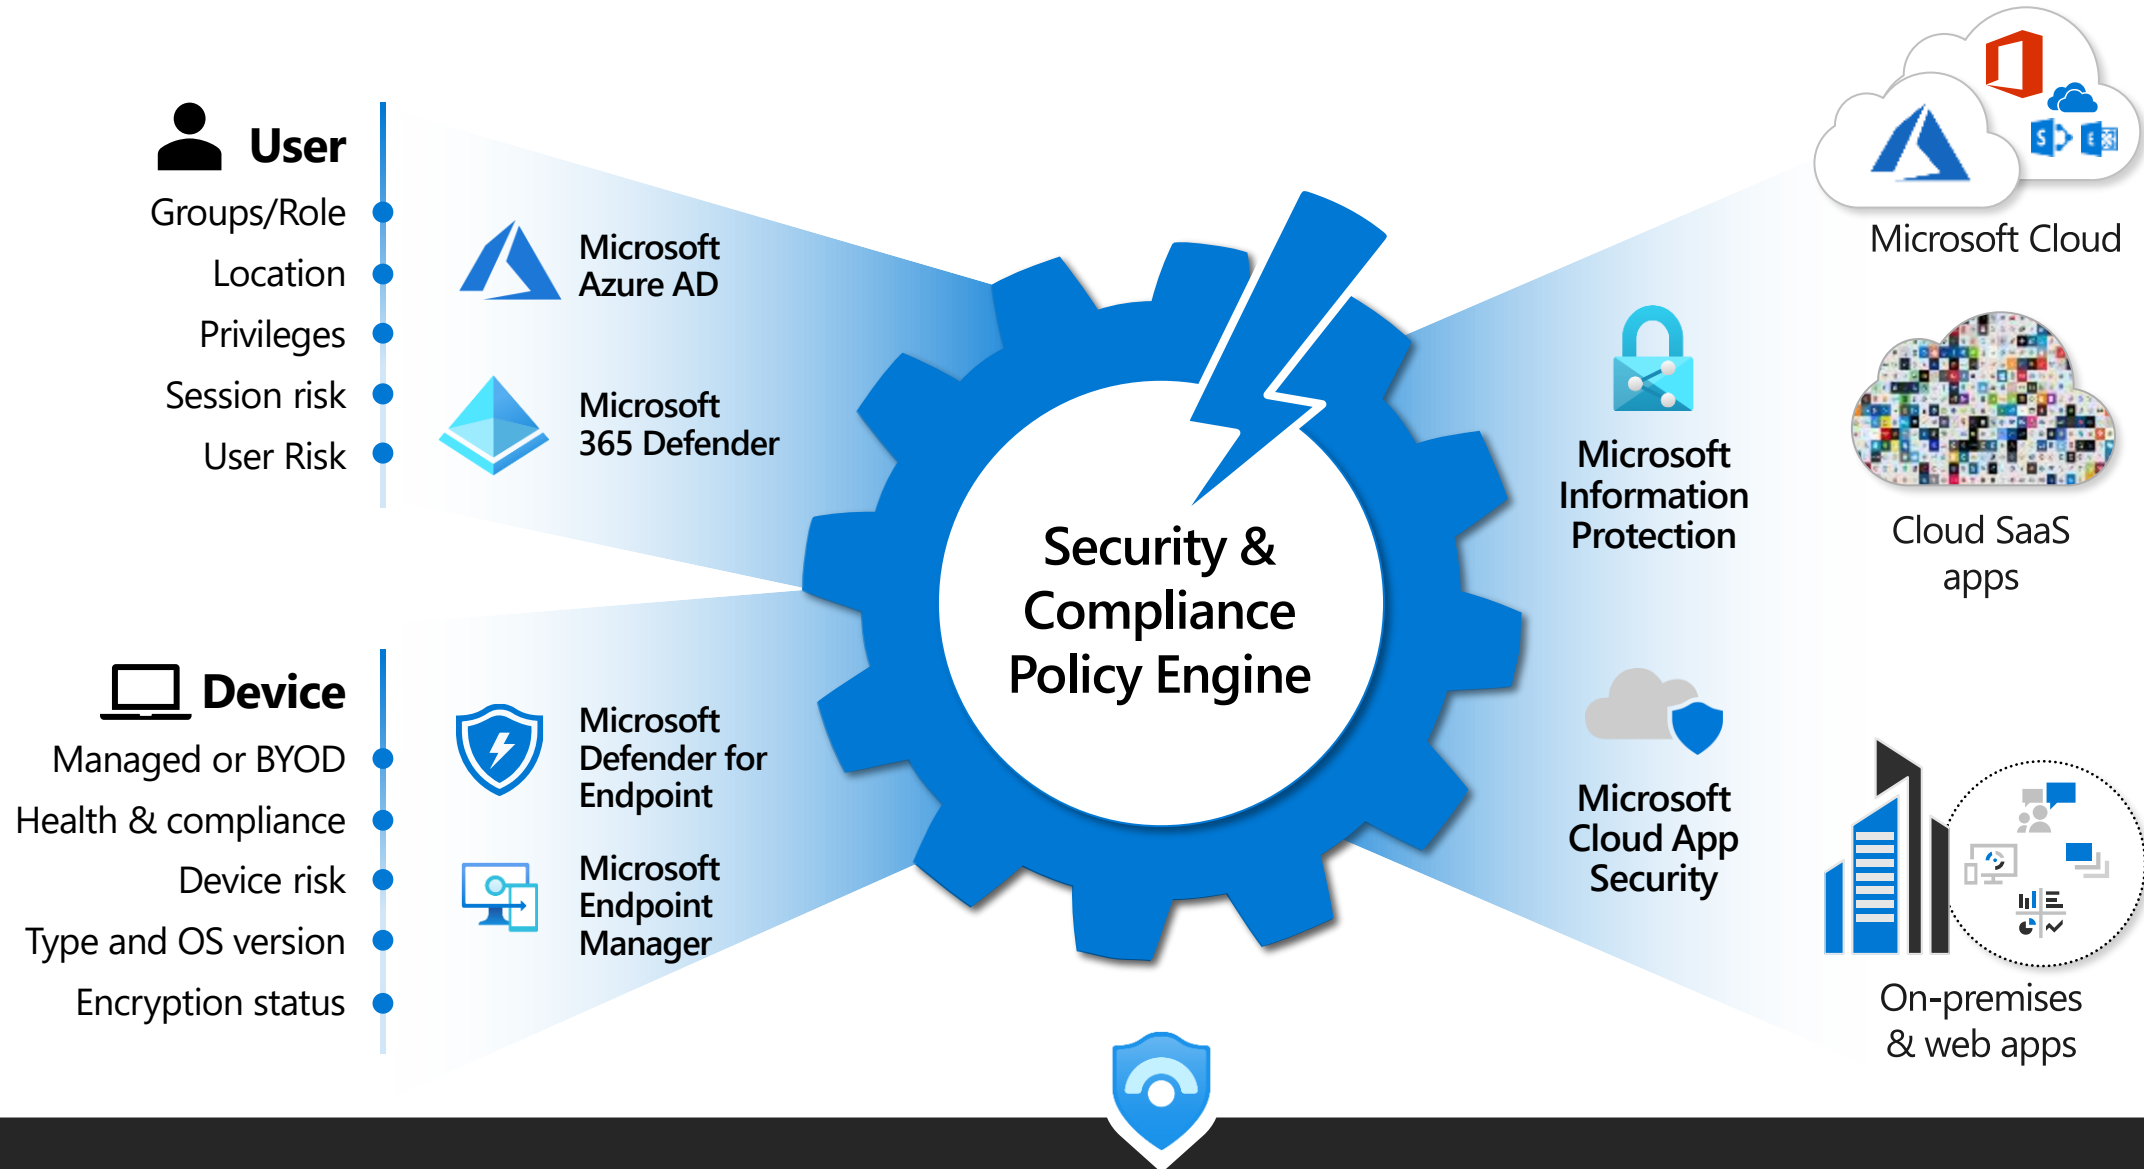 User
Groups/Role
Location
Privileges
Session risk
User Risk
Device
Managed or BYOD
Health & compliance
Device risk
Type and OS version
Encryption status
Microsoft
Azure AD
Microsoft
365 Defender
Microsoft
Defender for
Endpoint
Microsoft
Endpoint
Manager
Security &
Compliance
Policy Engine
Microsoft
Information
Protection
Microsoft
Cloud App
Security
S
E
Microsoft Cloud
Cloud SaaS
apps
On-premises
& web apps